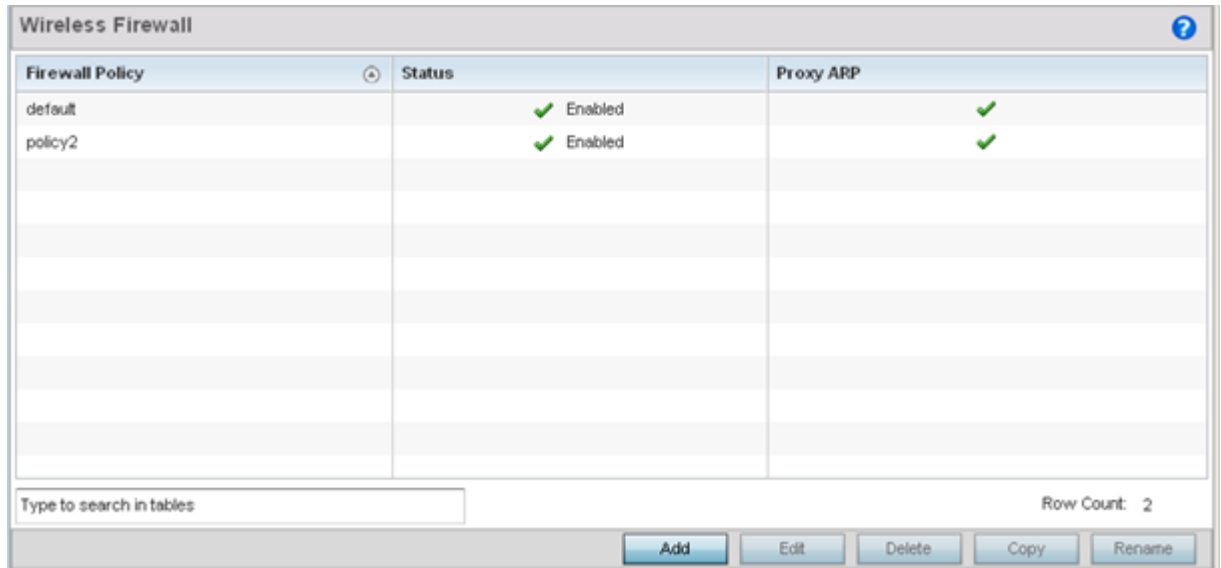 Wireless Firewall
Firewall Policy Status Proxy ARP
default Enabled
policy2 Enabled
Type to search in tables Row Count: 2
Add Edit Delete Copy Rename